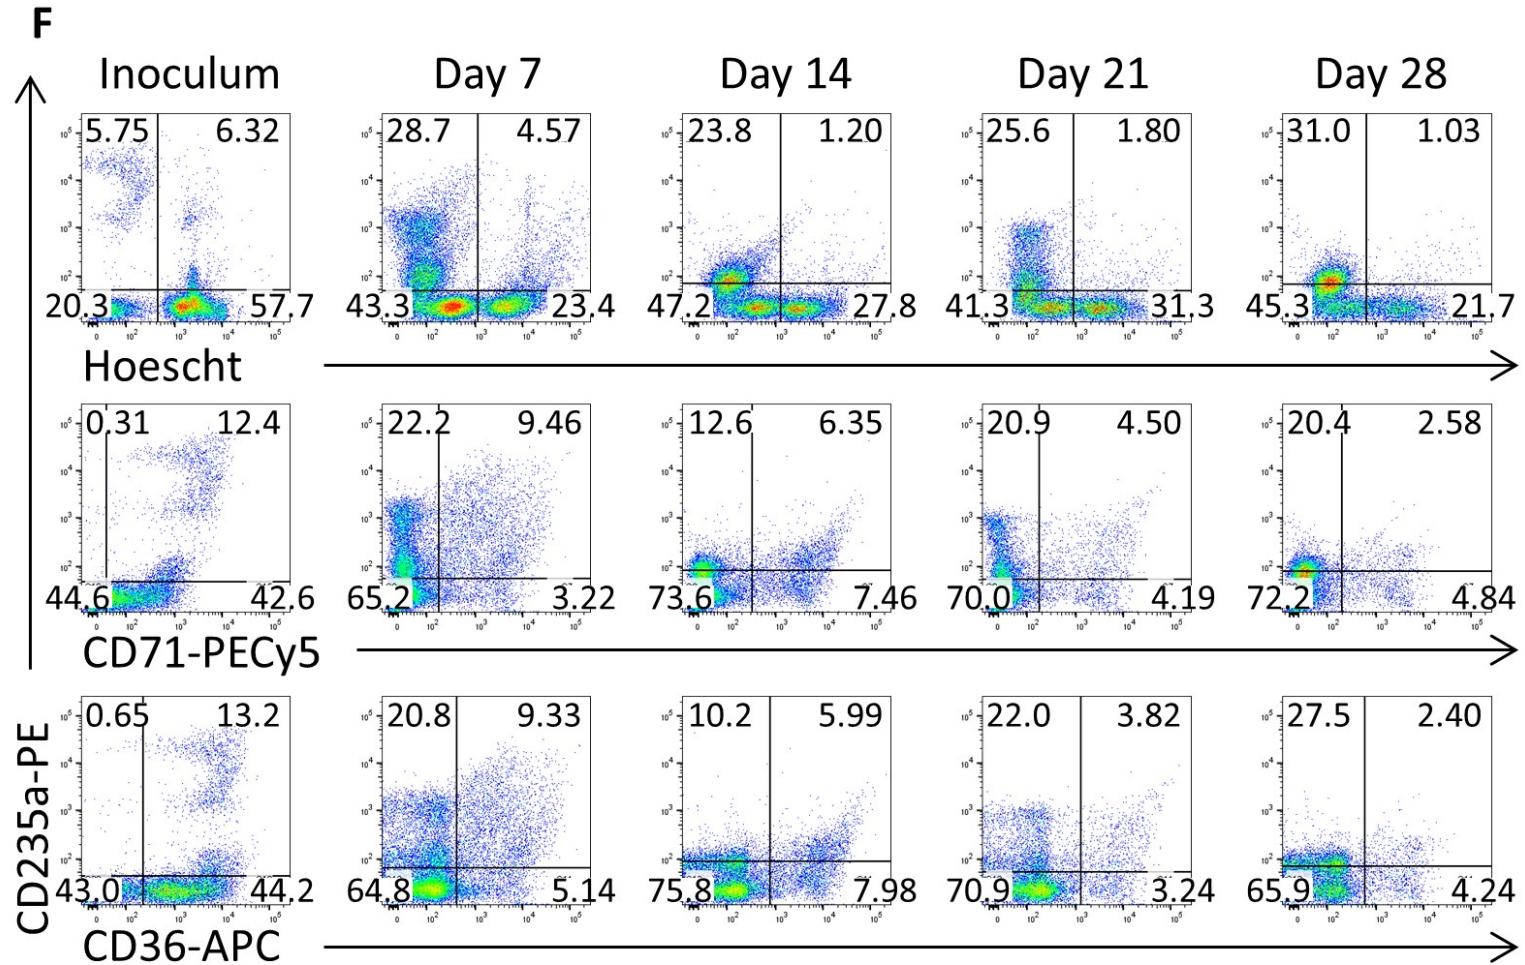 F
Inoculum Day 7 Day 14 Day 21 Day 28
5.75 6.32 28.7 4.57 23.8 1.20 25.6 1.80 31.0 1.03
20.3 57.7 43.3 23.4 47.2 27.8 41.3 31.3 45.3 21.7
Hoescht
0.31 12.4 22.2 9.46 12.6 6.35 20.9 4.50 20.4 2.58
44.6 42.6 65.2 3.22 73.6 7.46 70.0 4.19 72.2 4.84
CD71-PECy5
0.65 13.2 20.8 9.33 10.2 5.99 22.0 3.82 27.5 2.40
43.0 44.2 64.8 5.14 75.8 7.98 70.9 3.24 65.9 4.24
CD36-APC
CD235a-PE